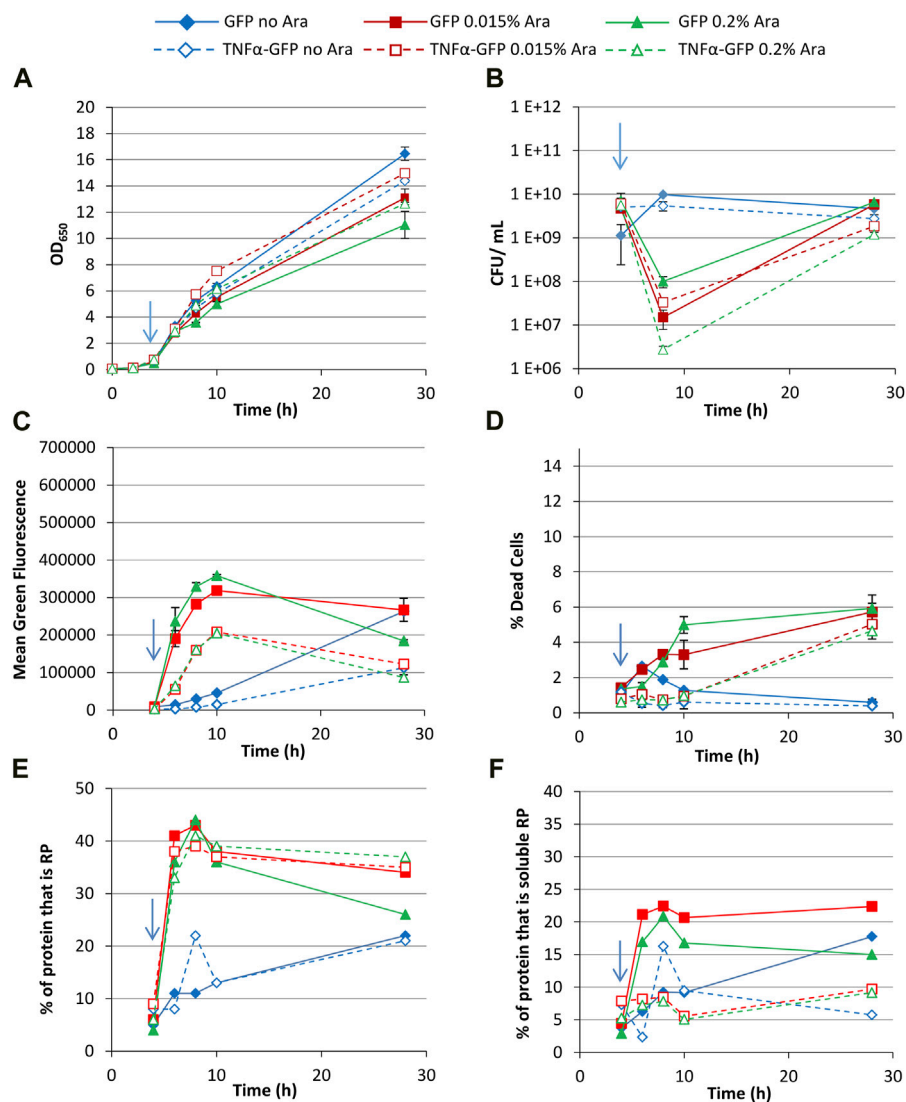 GFP no Ara GFP 0.015% Ara GFP 0.2% Ara
TNFα-GFP no Ara TNFα-GFP 0.015% Ara TNFα-GFP 0.2% Ara
A
20
18
16
14
12
10
8
6
4
2
0
OD650
0 10 20 30
Time (h)
B
1 E+12
1 E+11
1 E+10
1 E+09
1 E+08
1 E+07
1 E+06
CFU/ mL
0 10 20 30
Time (h)
C
700000
600000
500000
400000
300000
200000
100000
0
Mean Green Fluorescence
0 10 20 30
Time (h)
D
14
12
10
8
6
4
2
0
% Dead Cells
0 10 20 30
Time (h)
E
50
40
30
20
10
0
% of protein that is RP
0 10 20 30
Time (h)
F
40
35
30
25
20
15
10
5
0
% of protein that is soluble RP
0 10 20 30
Time (h)